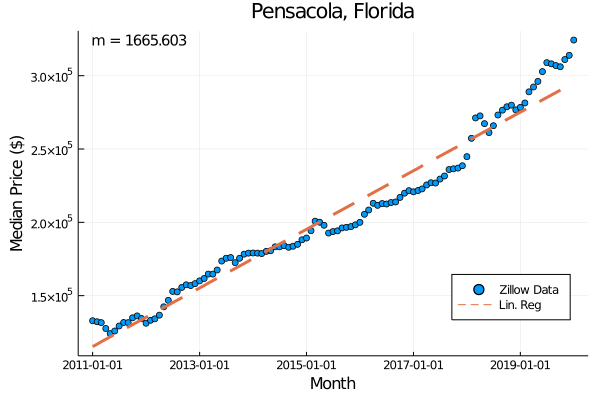 Pensacola, Florida
m = 1665.603
3.0×10⁵
2.5×10⁵
2.0×10⁵
1.5×10⁵
Median Price ($)
Zillow Data
Lin. Reg
2011-01-01 2013-01-01 2015-01-01 2017-01-01 2019-01-01
Month